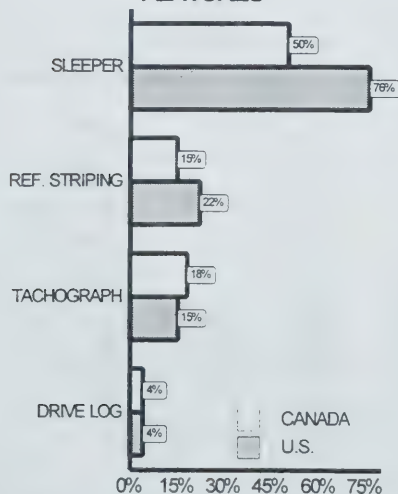 50%
SLEEPER
76%
15%
REF. STRIPING
22%
18%
TACHOGRAPH
15%
4%
DRIVE LOG
4%
CANADA
U.S.
0% 15% 30% 45% 60% 75%